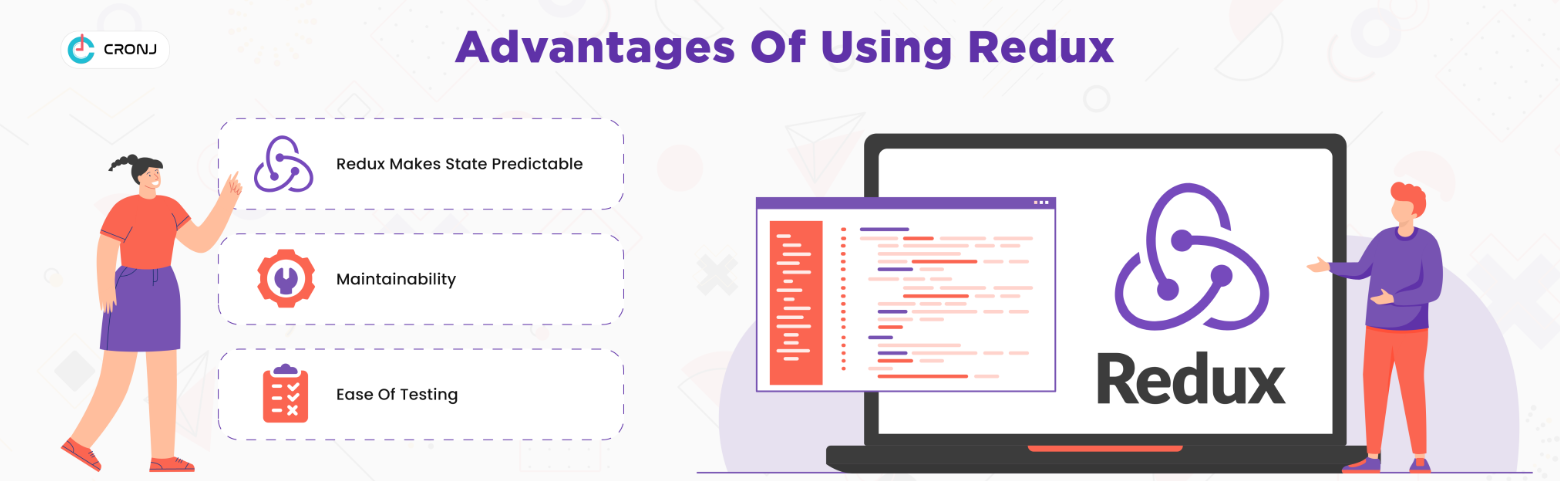 CRONJ
Advantages Of Using Redux
Redux Makes State Predictable
Maintainability
Ease Of Testing
Redux